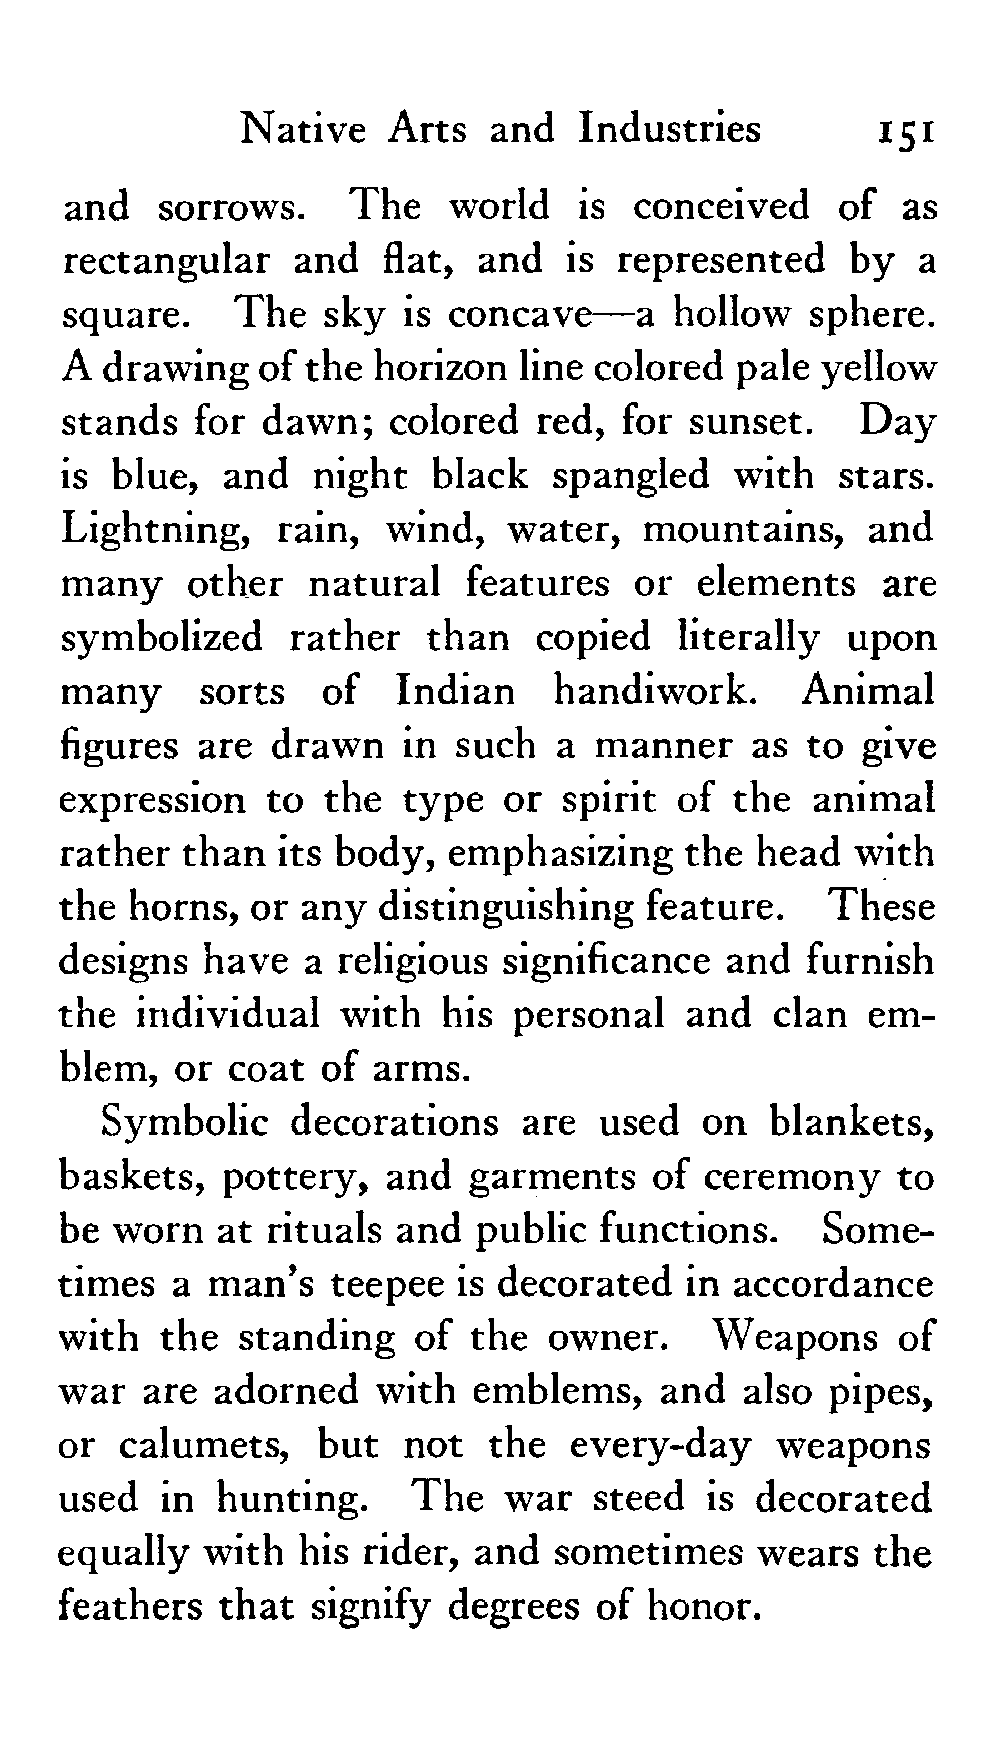 Native Arts and Industries 151
and sorrows. The world is conceived of as
rectangular and flat, and is represented by a
square. The sky is concave—a hollow sphere.
A drawing of the horizon line colored pale yellow
stands for dawn; colored red, for sunset. Day
is blue, and night black spangled with stars.
Lightning, rain, wind, water, mountains, and
many other natural features or elements are
symbolized rather than copied literally upon
many sorts of Indian handiwork. Animal
figures are drawn in such a manner as to give
expression to the type or spirit of the animal
rather than its body, emphasizing the head with
the horns, or any distinguishing feature. These
designs have a religious significance and furnish
the individual with his personal and clan em-
blem, or coat of arms.
Symbolic decorations are used on blankets,
baskets, pottery, and garments of ceremony to
be worn at rituals and public functions. Some-
times a man's teepee is decorated in accordance
with the standing of the owner. Weapons of
war are adorned with emblems, and also pipes,
or calumets, but not the every-day weapons
used in hunting. The war steed is decorated
equally with his rider, and sometimes wears the
feathers that signify degrees of honor.